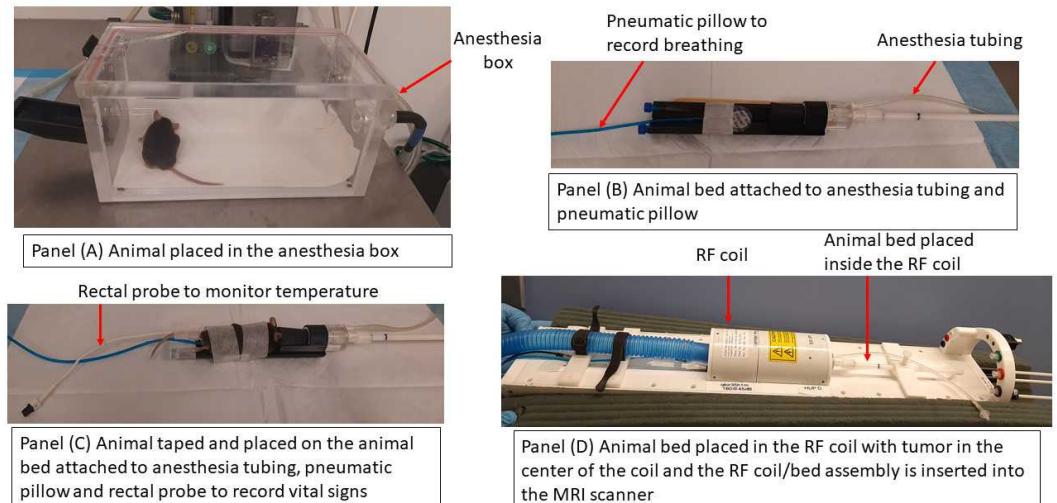 Anesthesia
box
Panel (A) Animal placed in the anesthesia box
Pneumatic pillow to
record breathing
Anesthesia tubing
Panel (B) Animal bed attached to anesthesia tubing and
pneumatic pillow
Rectal probe to monitor temperature
Panel (C) Animal taped and placed on the animal
bed attached to anesthesia tubing, pneumatic
pillow and rectal probe to record vital signs
RF coil
Animal bed placed
inside the RF coil
Panel (D) Animal bed placed in the RF coil with tumor in the
center of the coil and the RF coil/bed assembly is inserted into
the MRI scanner